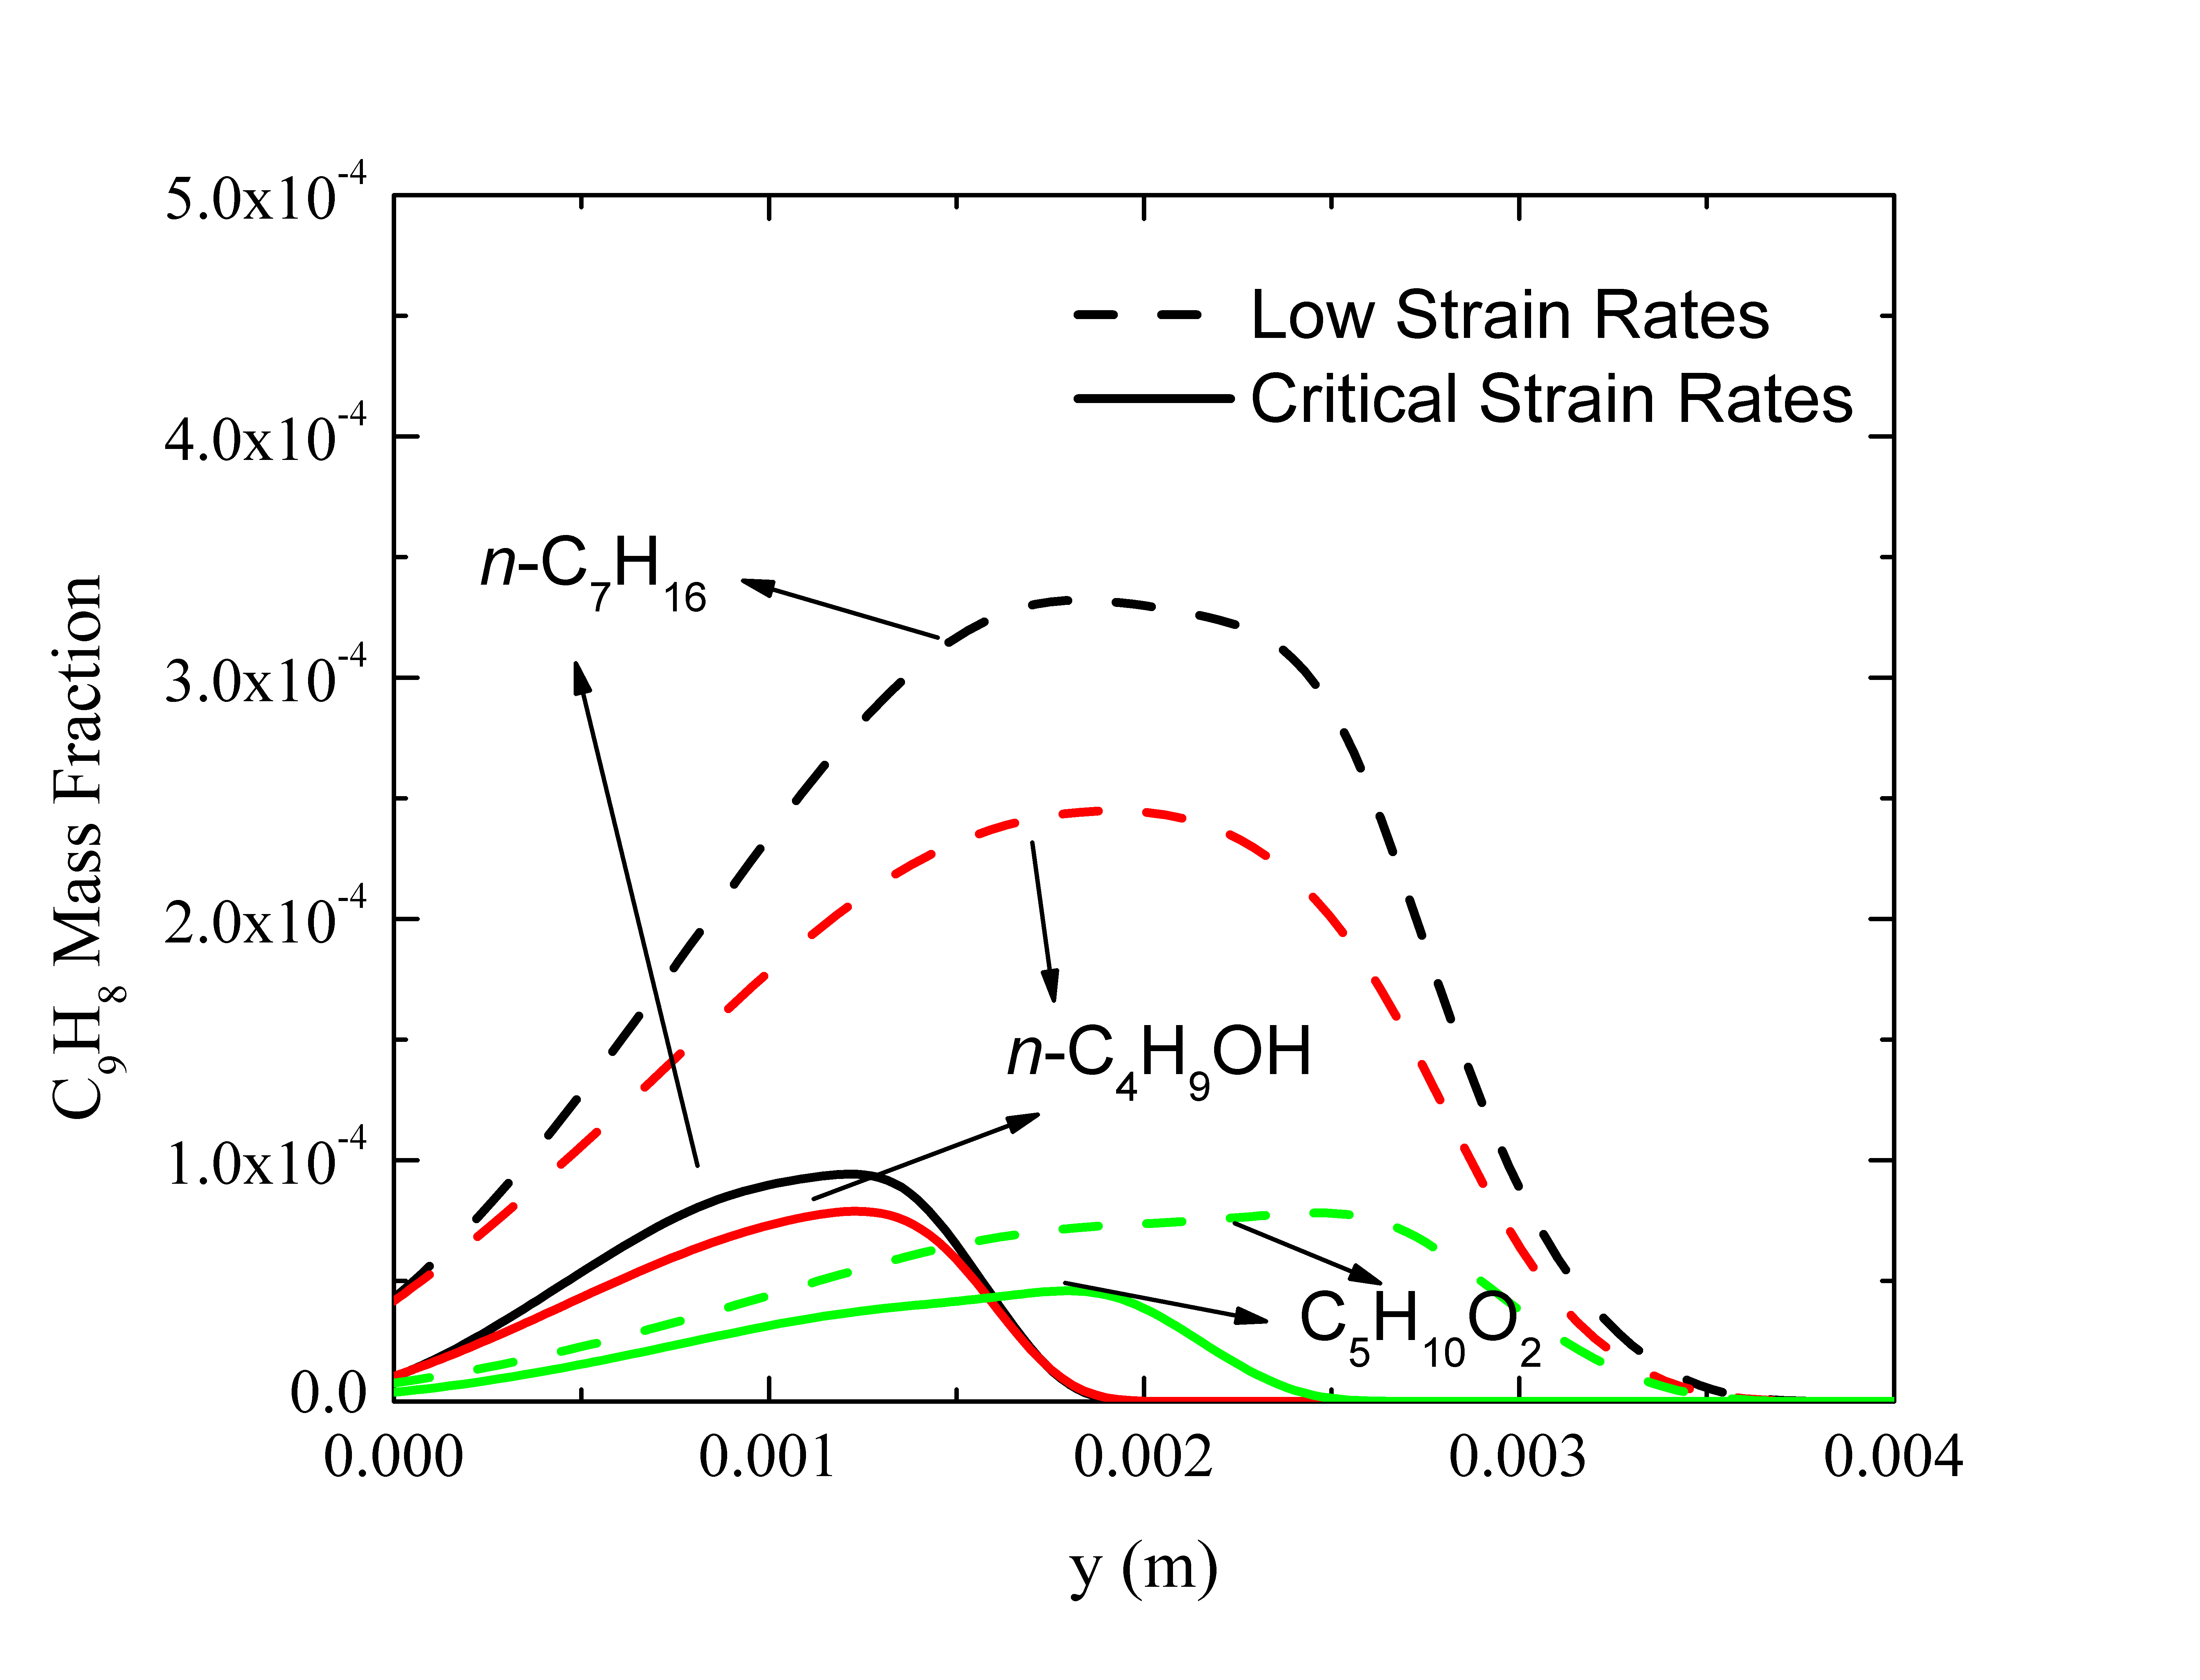 5.0x10⁻⁴
Low Strain Rates
4.0x10⁻⁴
Critical Strain Rates
n-C₇H₁₆
3.0x10⁻⁴
C₉H₈ Mass Fraction
2.0x10⁻⁴
n-C₄H₉OH
1.0x10⁻⁴
C₅H₁₀O₂
0.0
0.000 0.001 0.002 0.003 0.004
y (m)